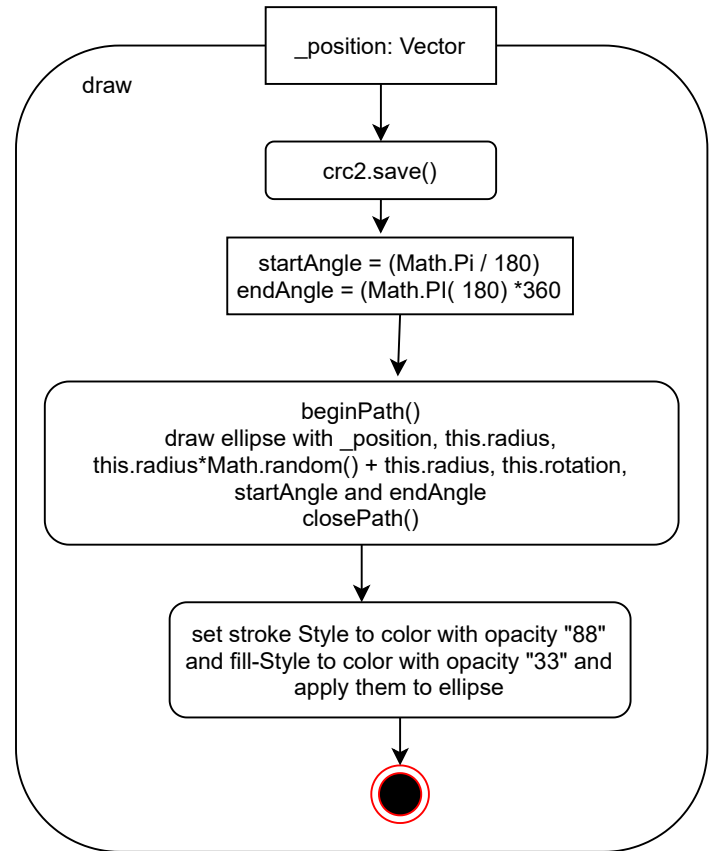 _position: Vector
draw
crc2.save()
startAngle = (Math.Pi / 180)
endAngle = (Math.PI( 180) *360
beginPath()
draw ellipse with _position, this.radius,
this.radius*Math.random() + this.radius, this.rotation,
startAngle and endAngle
closePath()
set stroke Style to color with opacity "88"
and fill-Style to color with opacity "33" and
apply them to ellipse